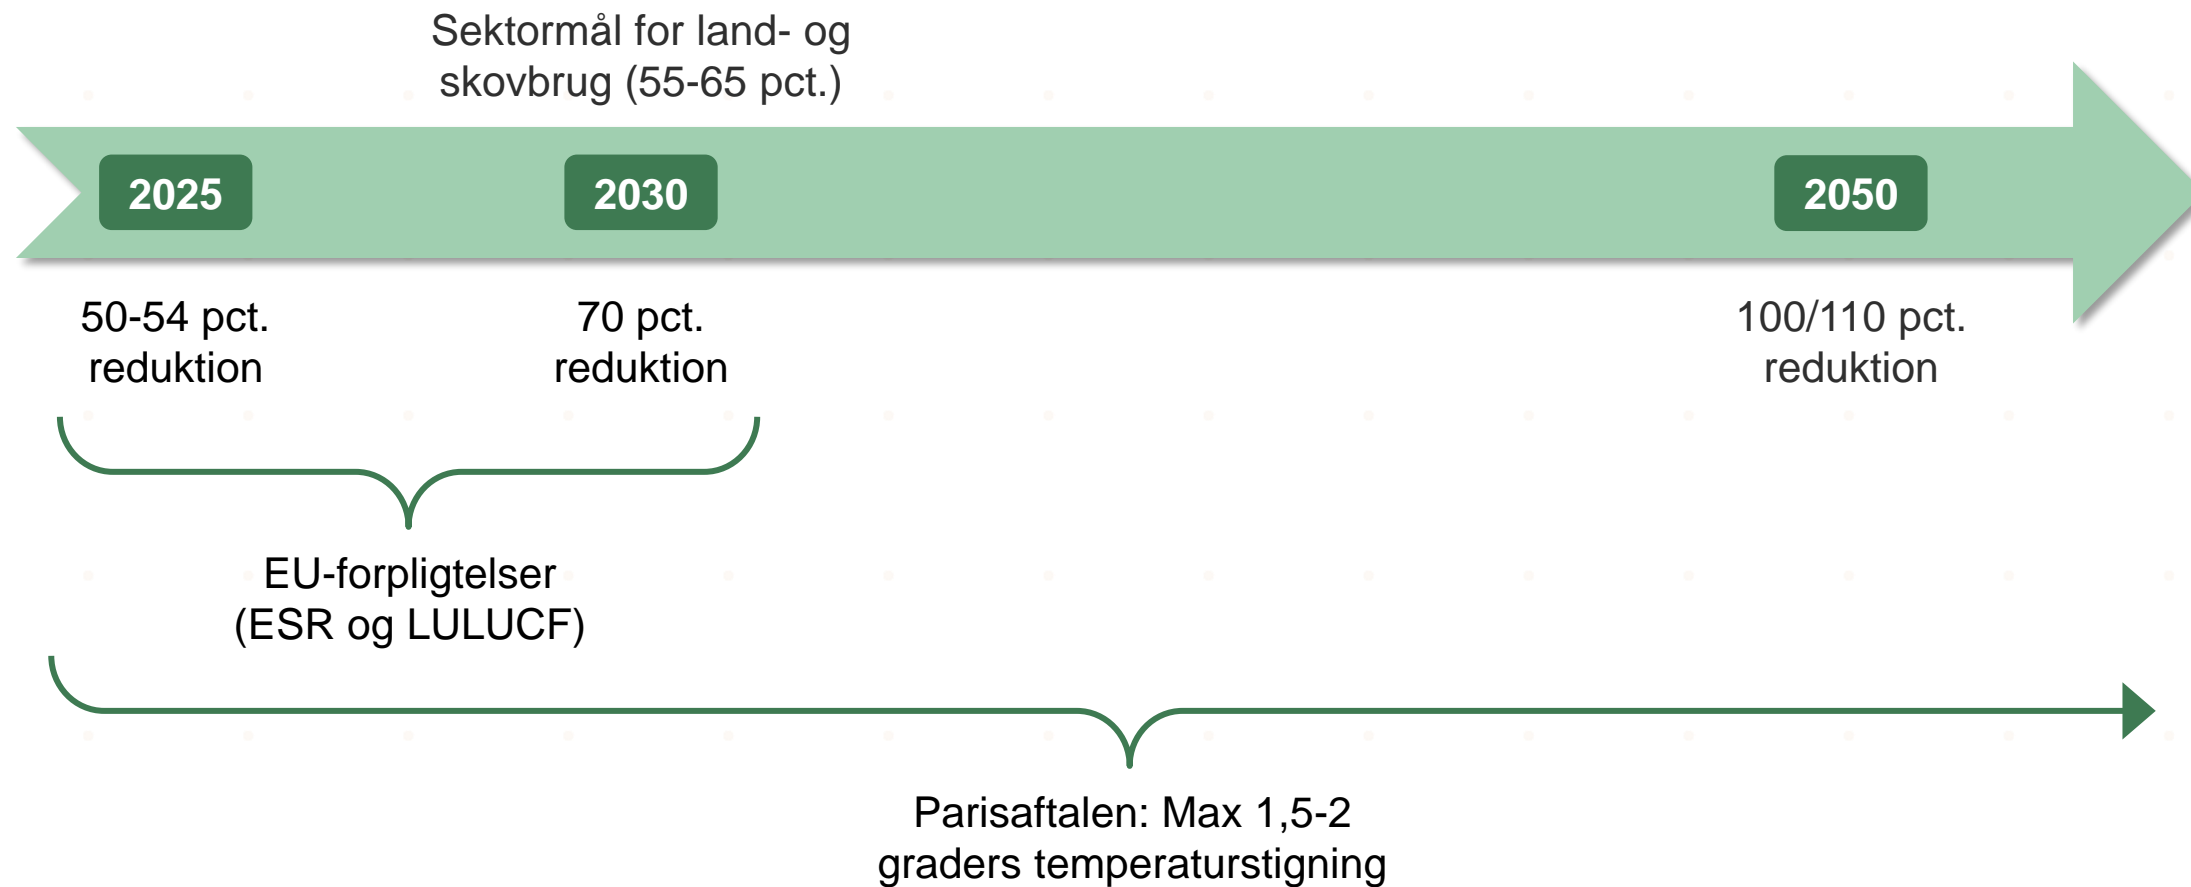 Sektormål for land- og
skovbrug (55-65 pct.)
2025
2030
2050
50-54 pct.
reduktion
70 pct.
reduktion
100/110 pct.
reduktion
EU-forpligtelser
(ESR og LULUCF)
Parisaftalen: Max 1,5-2
graders temperaturstigning